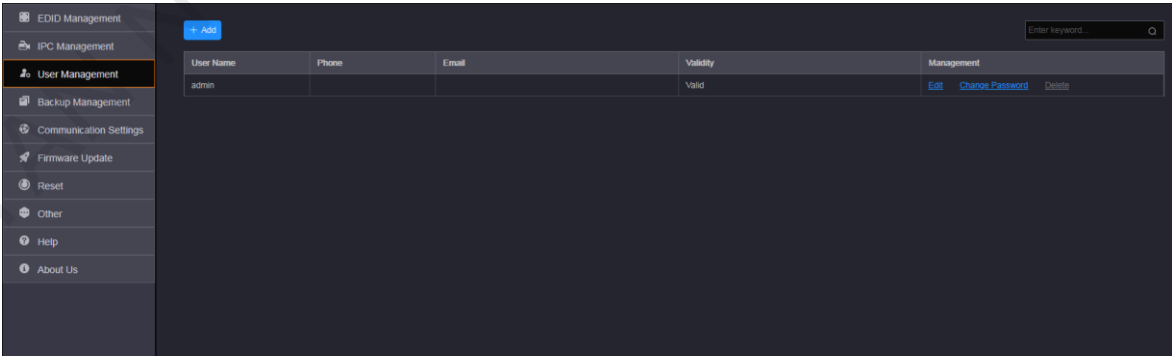 EDID Management
IPC Management
User Management
Backup Management
Communication Settings
Firmware Update
Reset
Other
Help
About Us
+ Add
Enter keyword...
User Name Phone Email Validity Management
admin Valid Edit Change Password Delete